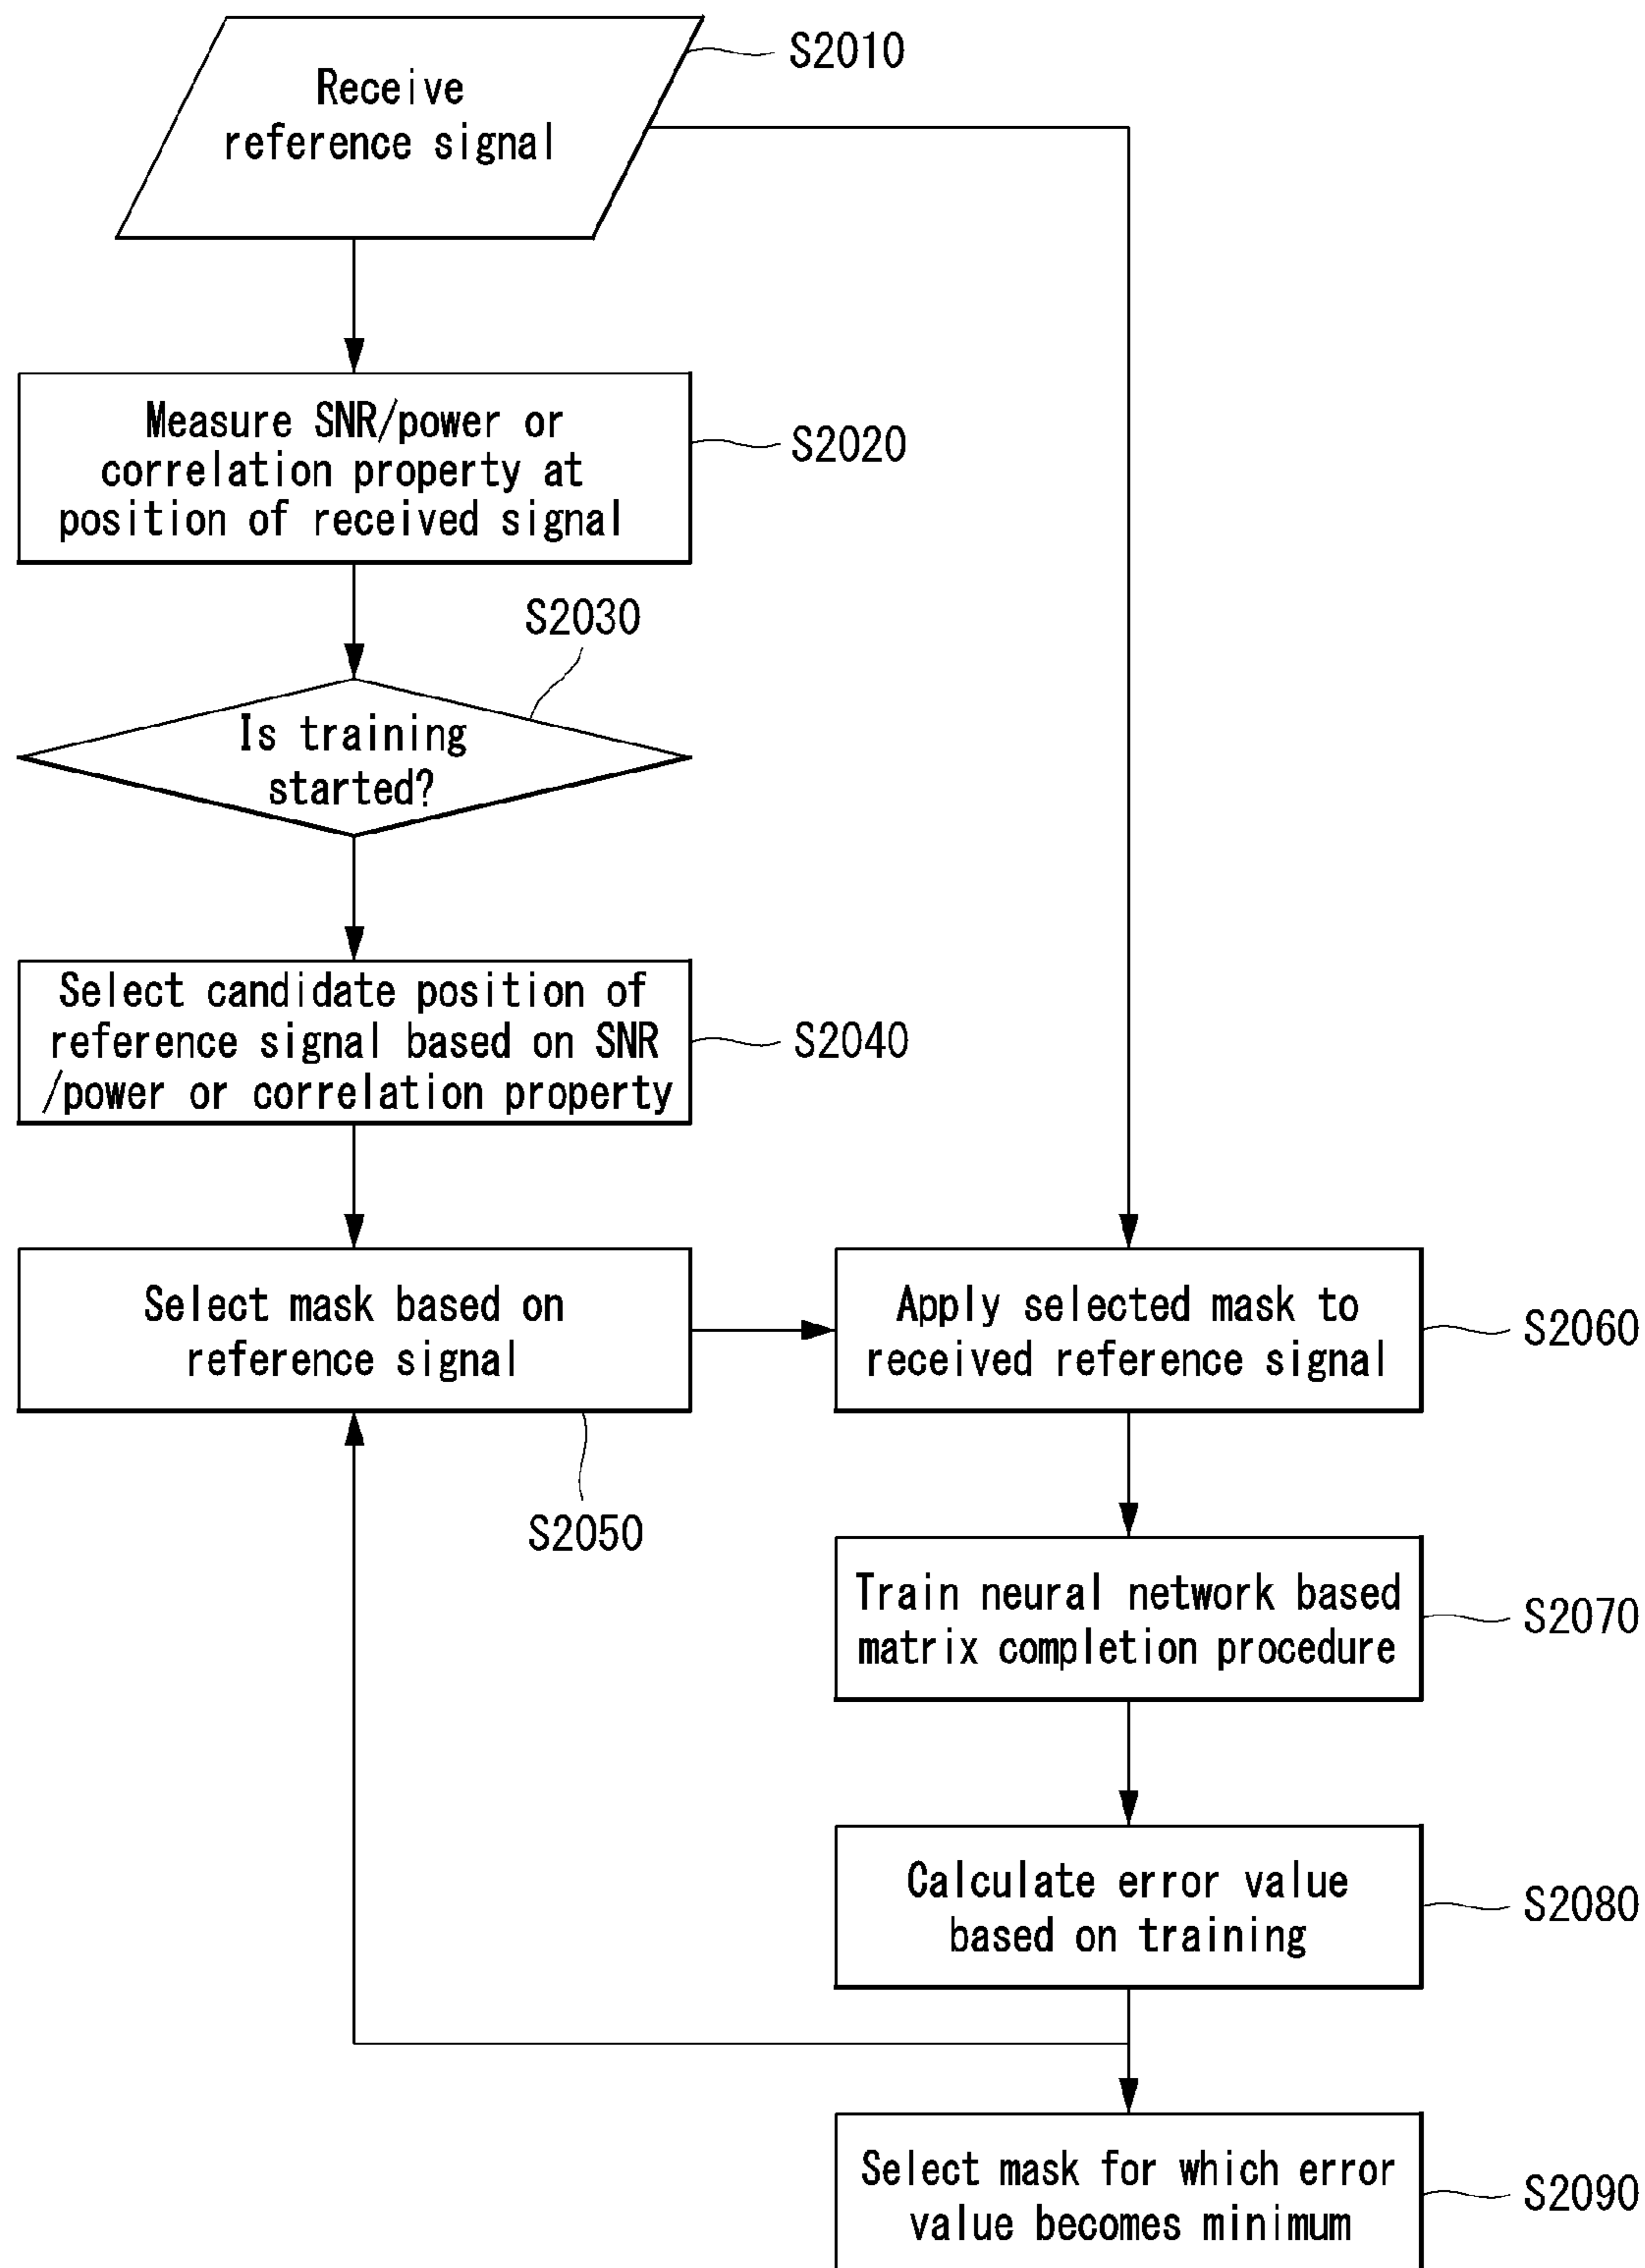 Receive
reference signal
S2010
Measure SNR/power or
correlation property at
position of received signal
S2020
S2030
Is training
started?
Select candidate position of
reference signal based on SNR
/power or correlation property
S2040
Select mask based on
reference signal
S2050
Apply selected mask to
received reference signal
S2060
Train neural network based
matrix completion procedure
S2070
Calculate error value
based on training
S2080
Select mask for which error
value becomes minimum
S2090